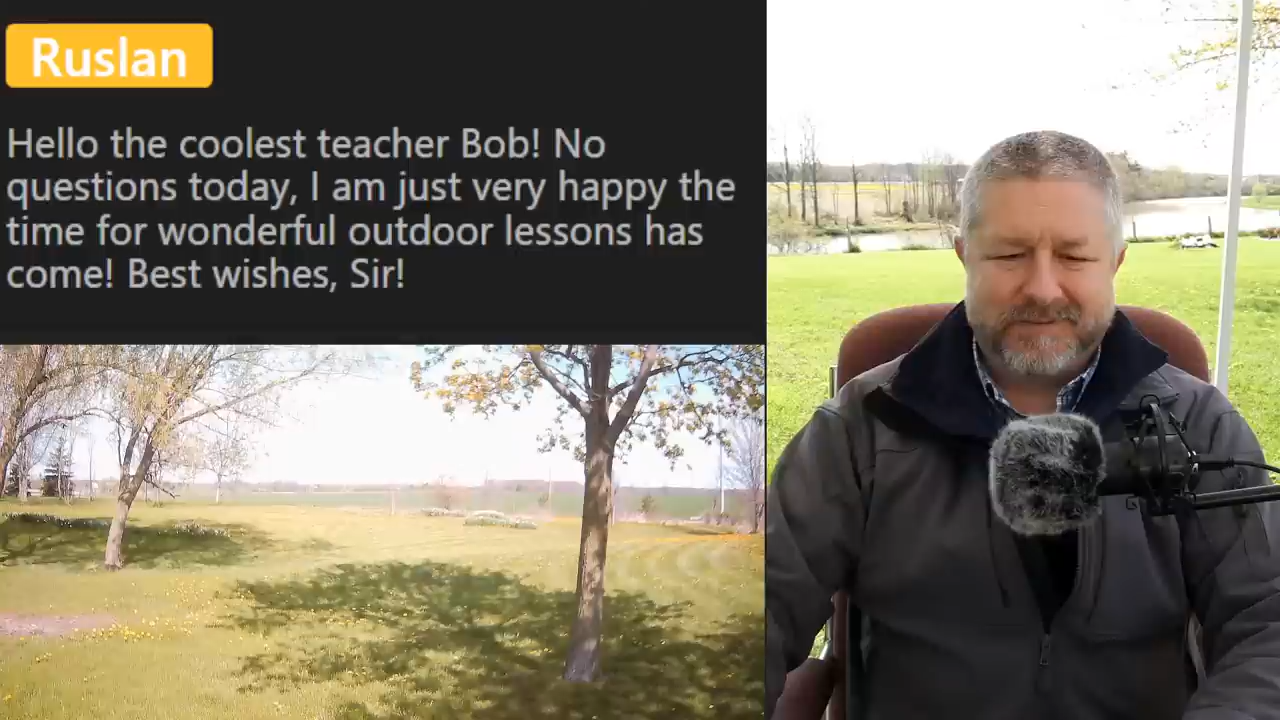 Ruslan
Hello the coolest teacher Bob! No
questions today, I am just very happy the
time for wonderful outdoor lessons has
come! Best wishes, Sir!